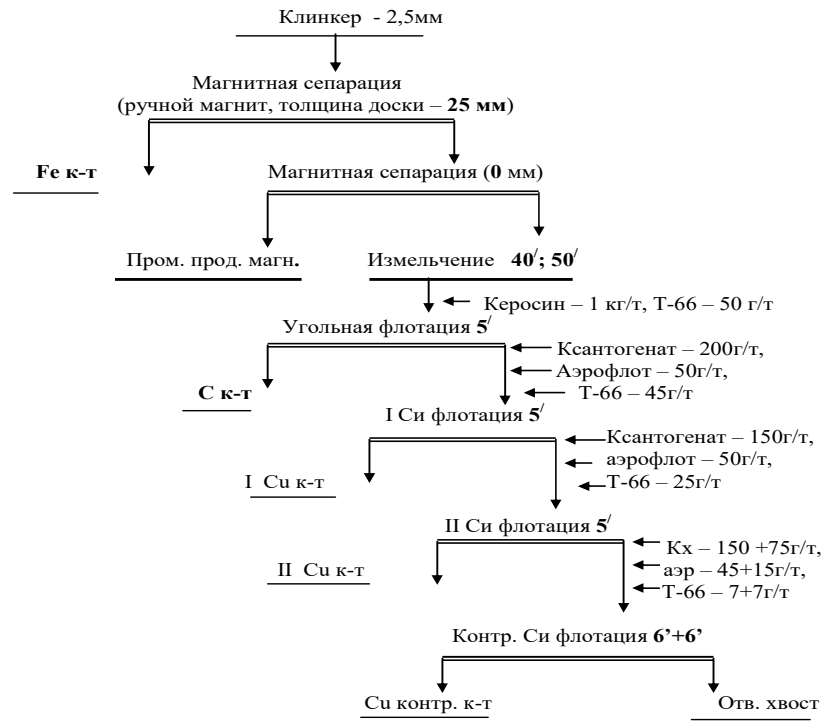 Клинкер - 2,5мм
Магнитная сепарация
(ручной магнит, толщина доски – 25 мм)
Fe к-т
Магнитная сепарация (0 мм)
Пром. прод. магн.
Измельчение 40/; 50/
Керосин – 1 кг/т, Т-66 – 50 г/т
Угольная флотация 5/
Ксантогенат – 200г/т,
Аэрофлот – 50г/т,
Т-66 – 45г/т
С к-т
I Си флотация 5/
Ксантогенат – 150г/т,
аэрофлот – 50г/т,
Т-66 – 25г/т
I Cu к-т
II Си флотация 5/
Кх – 150 +75г/т,
аэр – 45+15г/т,
Т-66 – 7+7г/т
II Cu к-т
Контр. Си флотация 6’+6’
Cu контр. к-т
Отв. хвост